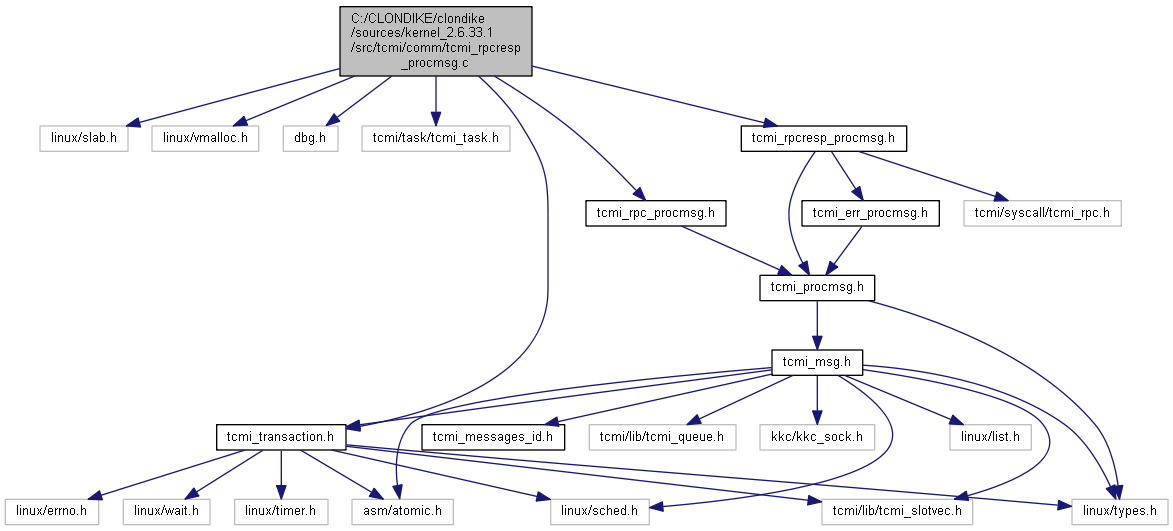 C:/CLONDIKE/clondike
/sources/kernel_2.6.33.1
/src/tcmi/comm/tcmi_rpcresp
_procmsg.c
linux/slab.h
linux/vmalloc.h
dbg.h
tcmi/task/tcmi_task.h
tcmi_rpcresp_procmsg.h
tcmi_rpc_procmsg.h
tcmi_err_procmsg.h
tcmi/syscall/tcmi_rpc.h
tcmi_procmsg.h
tcmi_msg.h
tcmi_transaction.h
tcmi_messages_id.h
tcmi/lib/tcmi_queue.h
kkc/kkc_sock.h
linux/list.h
linux/errno.h
linux/wait.h
linux/timer.h
asm/atomic.h
linux/sched.h
tcmi/lib/tcmi_slotvec.h
linux/types.h